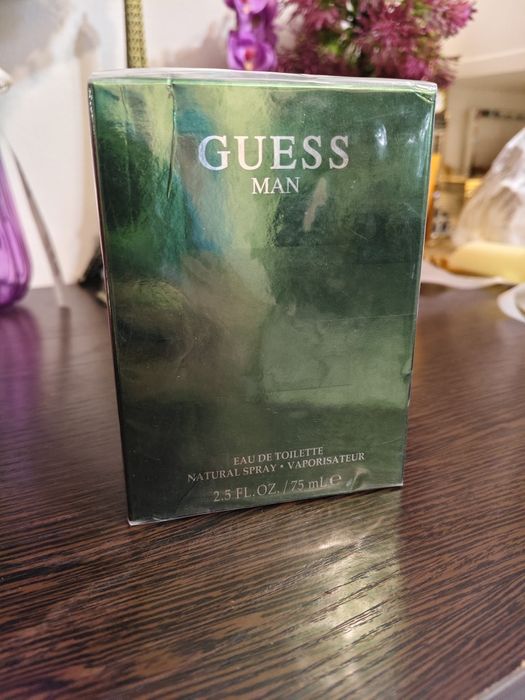 GUESS
MAN
EAU DE TOILETTE
NATURAL SPRAY • VAPORISATEUR
2.5 FL. OZ. / 75 mL ℮